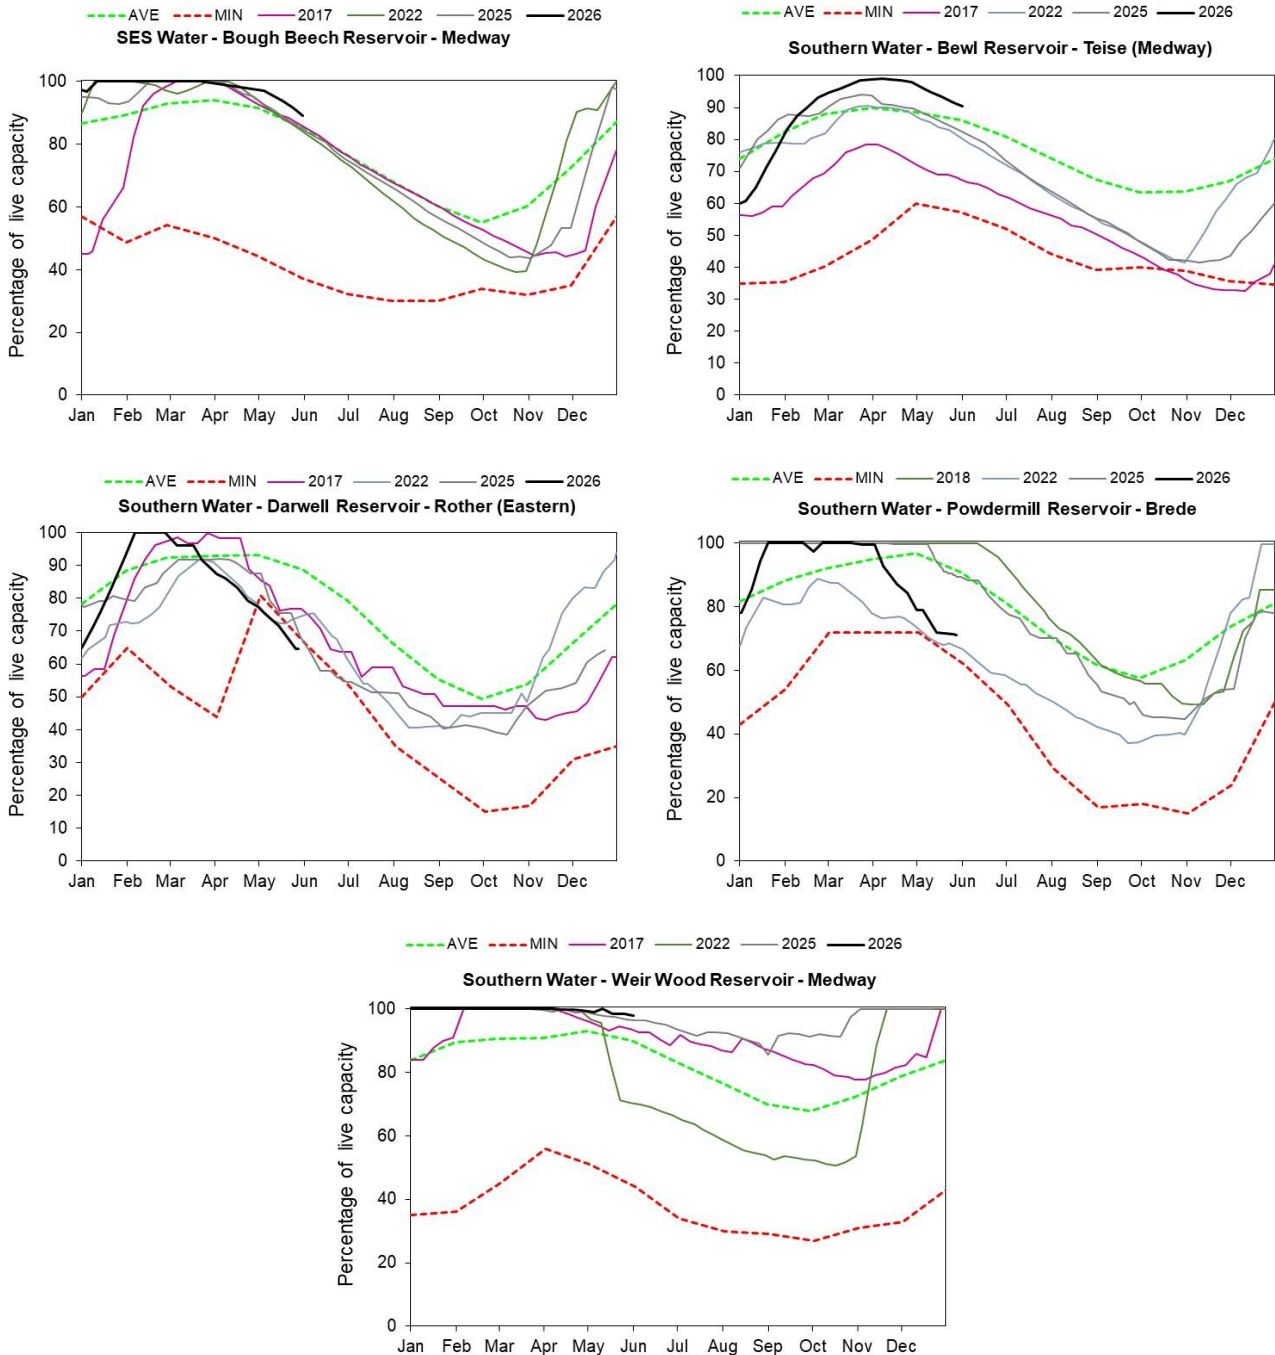 AVE MIN 2017 2022 2025 2026
SES Water - Bough Beech Reservoir - Medway
Percentage of live capacity
100
80
60
40
20
0
Jan Feb Mar Apr May Jun Jul Aug Sep Oct Nov Dec
AVE MIN 2017 2022 2025 2026
Southern Water - Bewl Reservoir - Teise (Medway)
Percentage of live capacity
100
90
80
70
60
50
40
30
20
10
0
Jan Feb Mar Apr May Jun Jul Aug Sep Oct Nov Dec
AVE MIN 2017 2022 2025 2026
Southern Water - Darwell Reservoir - Rother (Eastern)
Percentage of live capacity
100
90
80
70
60
50
40
30
20
10
0
Jan Feb Mar Apr May Jun Jul Aug Sep Oct Nov Dec
AVE MIN 2018 2022 2025 2026
Southern Water - Powdermill Reservoir - Brede
Percentage of live capacity
100
80
60
40
20
0
Jan Feb Mar Apr May Jun Jul Aug Sep Oct Nov Dec
AVE MIN 2017 2022 2025 2026
Southern Water - Weir Wood Reservoir - Medway
Percentage of live capacity
100
80
60
40
20
0
Jan Feb Mar Apr May Jun Jul Aug Sep Oct Nov Dec